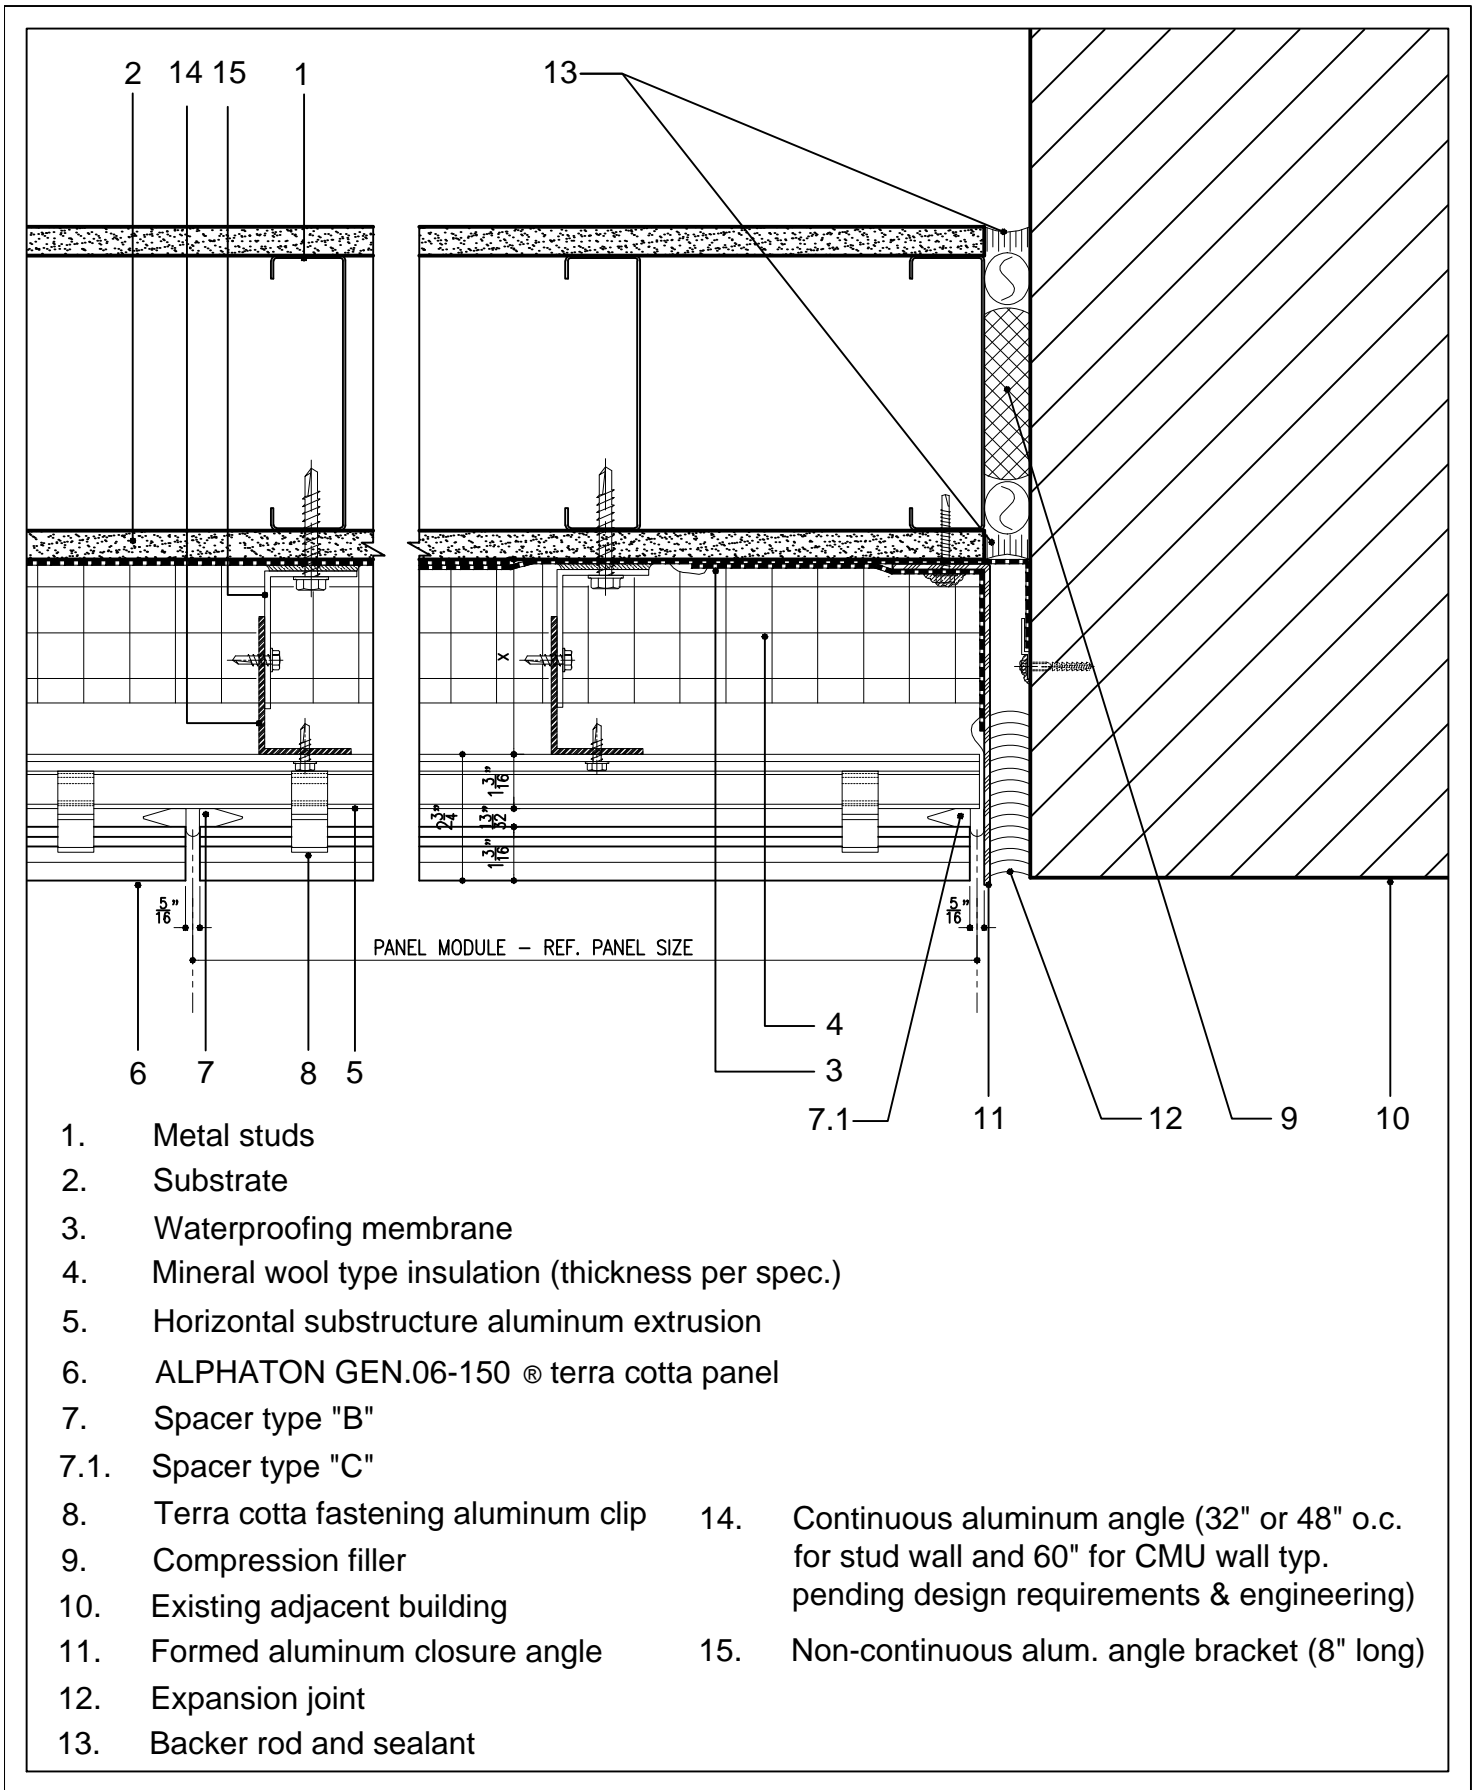 2 14 15 1 13
X
1 3/16"
2 3/4"
13/32"
1 3/16"
5/16" 5/16"
PANEL MODULE – REF. PANEL SIZE
4
6 7 8 5 3
7.1 11 12 9 10
1. Metal studs
2. Substrate
3. Waterproofing membrane
4. Mineral wool type insulation (thickness per spec.)
5. Horizontal substructure aluminum extrusion
6. ALPHATON GEN.06-150 ® terra cotta panel
7. Spacer type "B"
7.1. Spacer type "C"
8. Terra cotta fastening aluminum clip
9. Compression filler
10. Existing adjacent building
11. Formed aluminum closure angle
12. Expansion joint
13. Backer rod and sealant
14. Continuous aluminum angle (32" or 48" o.c.
for stud wall and 60" for CMU wall typ.
pending design requirements & engineering)
15. Non-continuous alum. angle bracket (8" long)